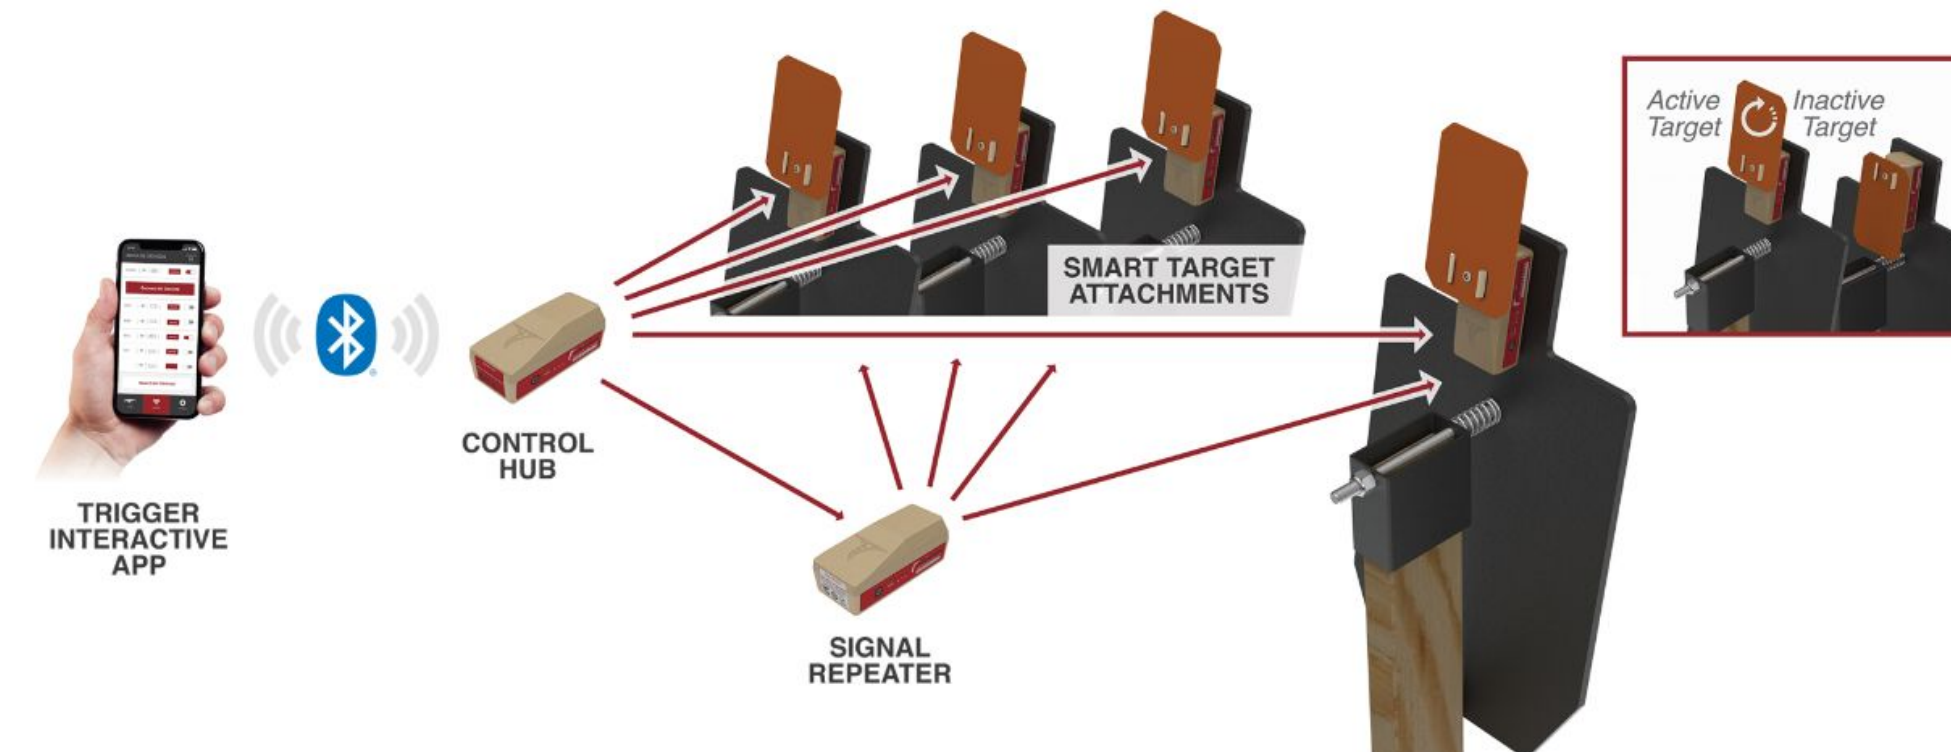 TRIGGER
INTERACTIVE
APP
CONTROL
HUB
SIGNAL
REPEATER
SMART TARGET
ATTACHMENTS
Active
Target
Inactive
Target